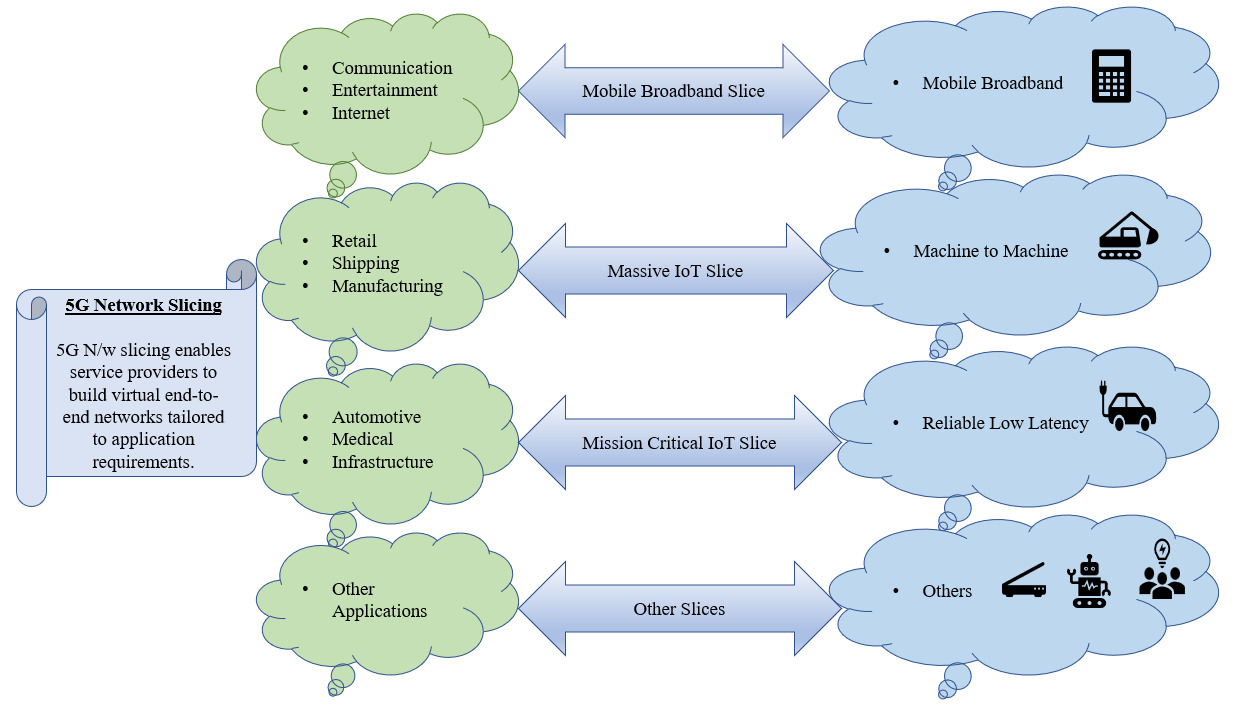 Communication
Entertainment
Internet
Mobile Broadband Slice
Mobile Broadband
Retail
Shipping
Manufacturing
Massive IoT Slice
Machine to Machine
5G Network Slicing
5G N/w slicing enables
service providers to
build virtual end-to-
end networks tailored
to application
requirements.
Automotive
Medical
Infrastructure
Mission Critical IoT Slice
Reliable Low Latency
Other
Applications
Other Slices
Others